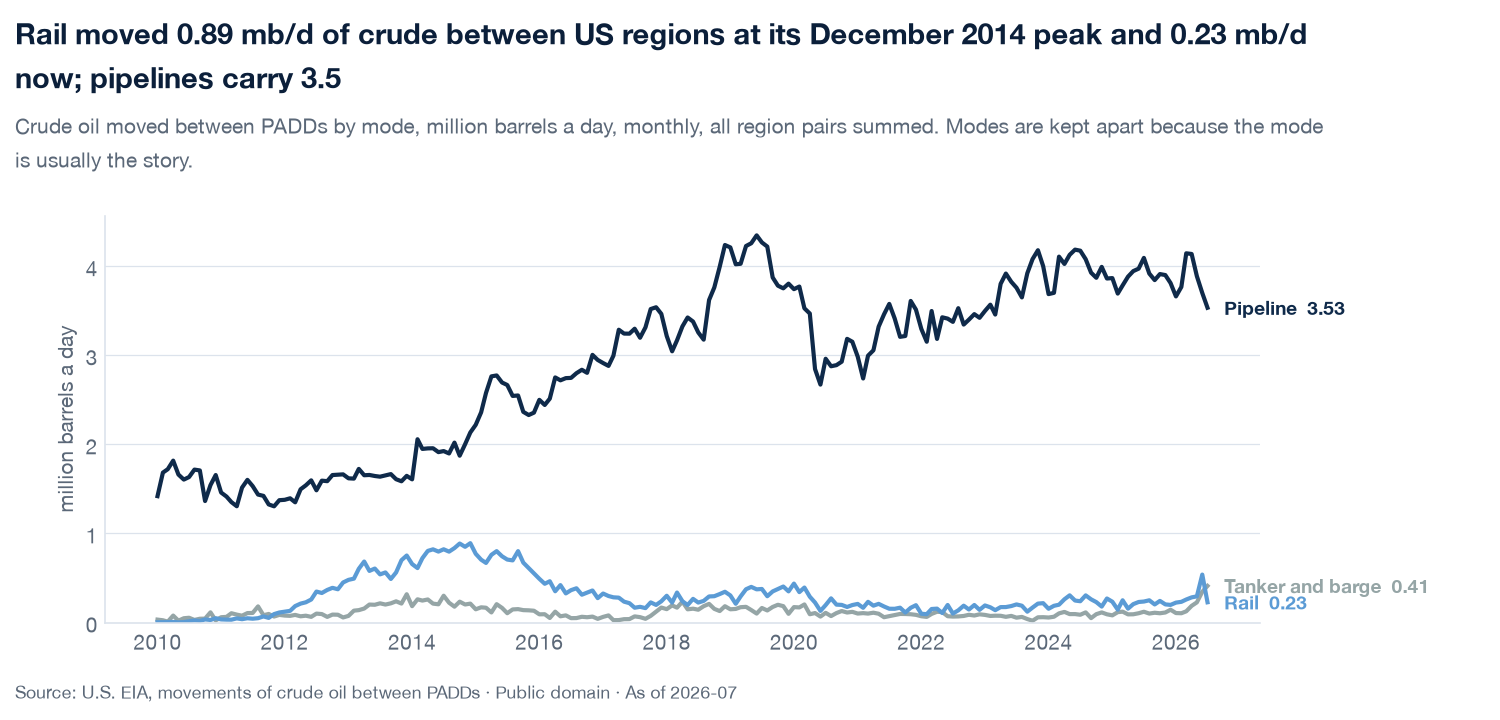 Rail moved 0.89 mb/d of crude between US regions at its December 2014 peak and 0.23 mb/d
now; pipelines carry 3.5
Crude oil moved between PADDs by mode, million barrels a day, monthly, all region pairs summed. Modes are kept apart because the mode
is usually the story.
million barrels a day
4
3
2
1
0
Pipeline 3.53
Tanker and barge 0.41
Rail 0.23
2010 2012 2014 2016 2018 2020 2022 2024 2026
Source: U.S. EIA, movements of crude oil between PADDs · Public domain · As of 2026-07